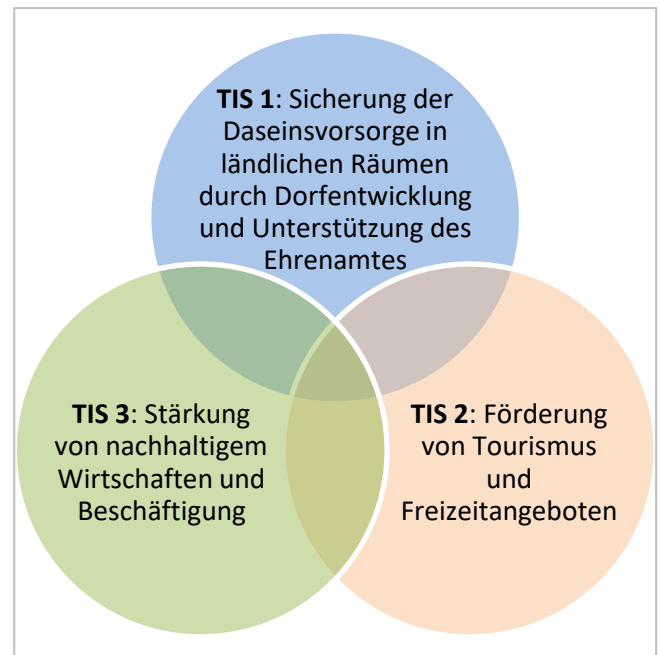 TIS 1: Sicherung der
Daseinsvorsorge in
ländlichen Räumen
durch Dorfentwicklung
und Unterstützung des
Ehrenamtes
TIS 3: Stärkung
von nachhaltigem
Wirtschaften und
Beschäftigung
TIS 2: Förderung
von Tourismus
und
Freizeitangeboten